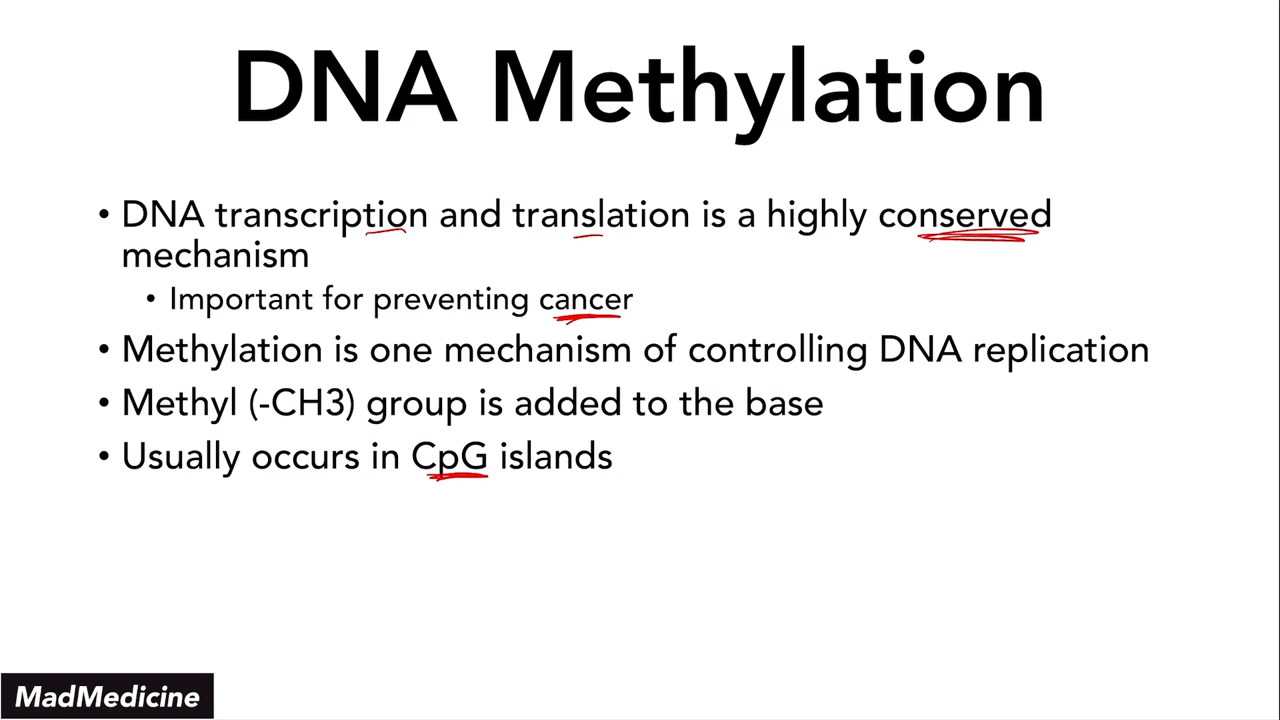 DNA Methylation
• DNA transcription and translation is a highly conserved
mechanism
• Important for preventing cancer
• Methylation is one mechanism of controlling DNA replication
• Methyl (-CH3) group is added to the base
• Usually occurs in CpG islands
MadMedicine